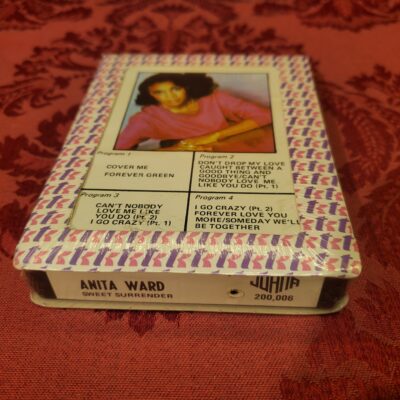 Program 1
COVER ME
FOREVER GREEN
Program 2
DON'T DROP MY LOVE
CAUGHT BETWEEN A
GOOD THING AND
GOODBYE/CAN'T
NOBODY LOVE ME
LIKE YOU DO (Pt. 1)
Program 3
CAN'T NOBODY
LOVE ME LIKE
YOU DO (Pt. 2)
I GO CRAZY (Pt. 1)
Program 4
I GO CRAZY (Pt. 2)
FOREVER LOVE YOU
MORE/SOMEDAY WE'LL
BE TOGETHER
ANITA WARD
SWEET SURRENDER
JUANA
200,006